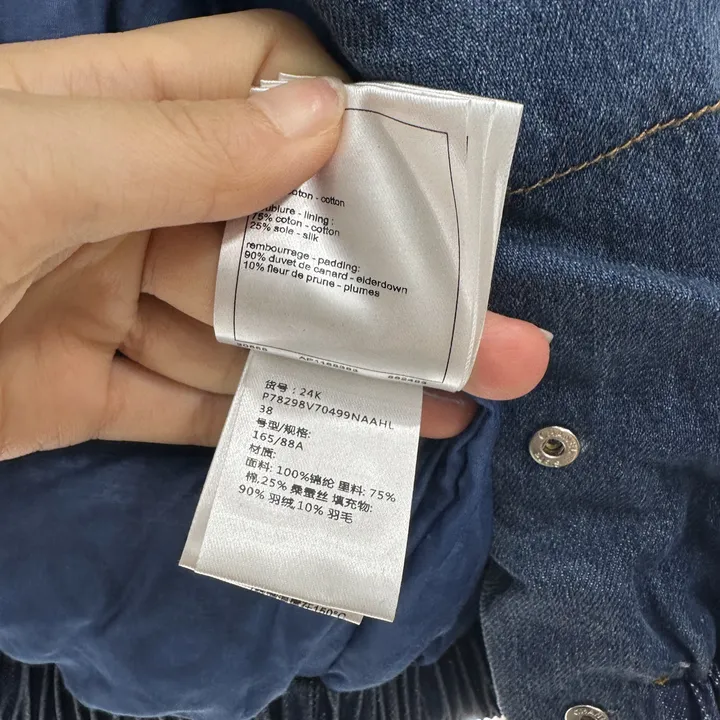 coton - cotton
doublure - lining :
75% coton - cotton
25% soie - silk
rembourrage - padding:
90% duvet de canard - eiderdown
10% fleur de prune - plumes
货号：24K
P78298V70499NAAHL
38
号型/规格:
165/88A
材质:
面料: 100%锦纶 里料: 75%
棉,25% 桑蚕丝 填充物:
90% 羽绒,10% 羽毛
CHANEL